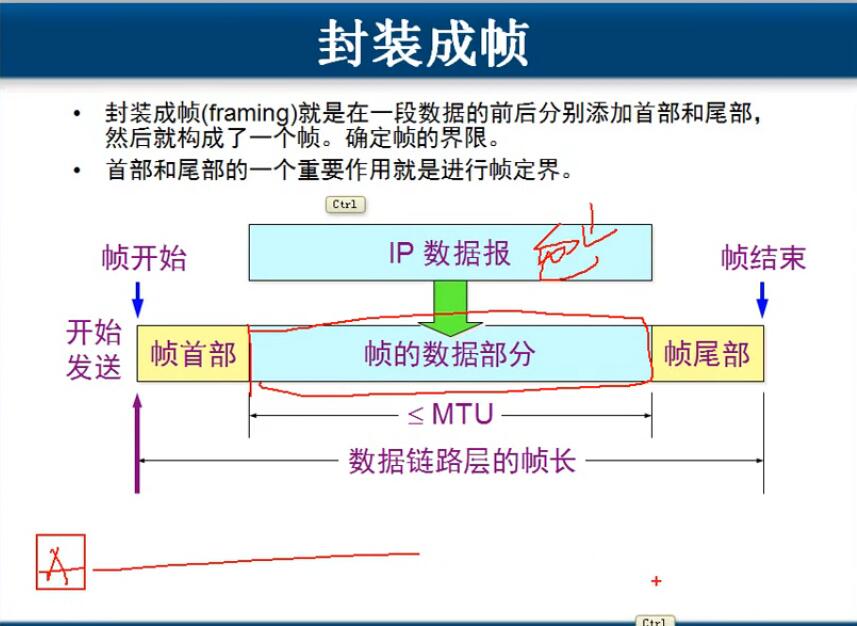 封装成帧
• 封装成帧(framing)就是在一段数据的前后分别添加首部和尾部，
然后就构成了一个帧。确定帧的界限。
• 首部和尾部的一个重要作用就是进行帧定界。
Ctrl
IP 数据报
帧开始
帧结束
开始
发送
帧首部
帧的数据部分
帧尾部
≤ MTU
数据链路层的帧长
A
Ctrl